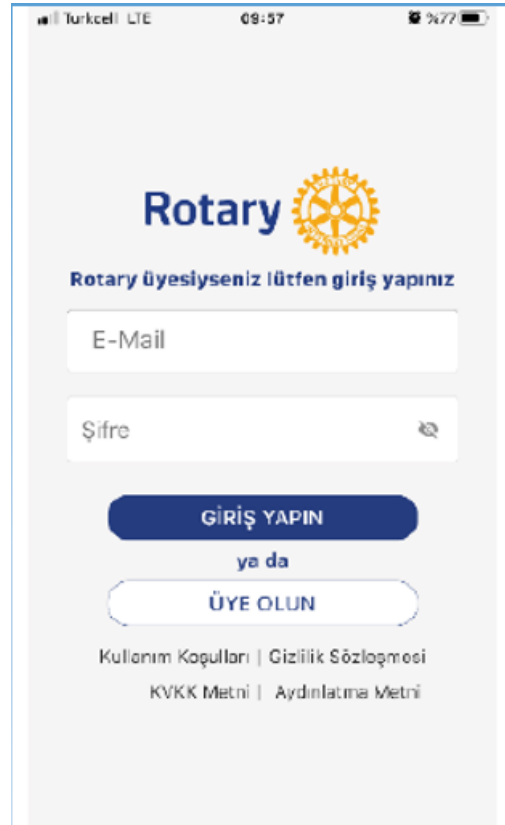 Turkcell LTE 09:57 %77
Rotary
Rotary üyesiyseniz lütfen giriş yapınız
E-Mail
Şifre
GİRİŞ YAPIN
ya da
ÜYE OLUN
Kullanım Koşulları | Gizlilik Sözleşmesi
KVKK Metni | Aydınlatma Metni